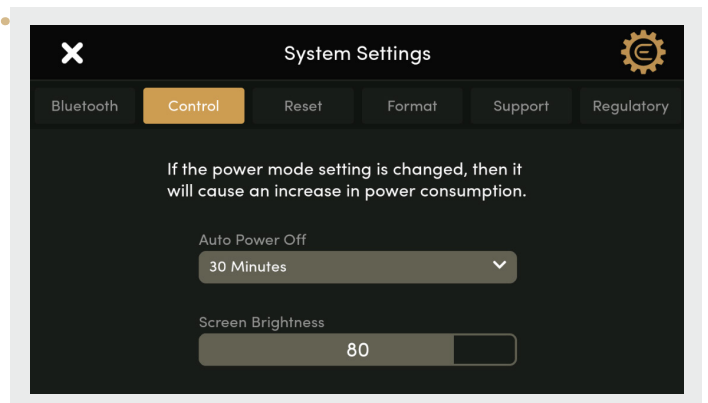 System Settings
Bluetooth Control Reset Format Support Regulatory
If the power mode setting is changed, then it
will cause an increase in power consumption.
Auto Power Off
30 Minutes
Screen Brightness
80